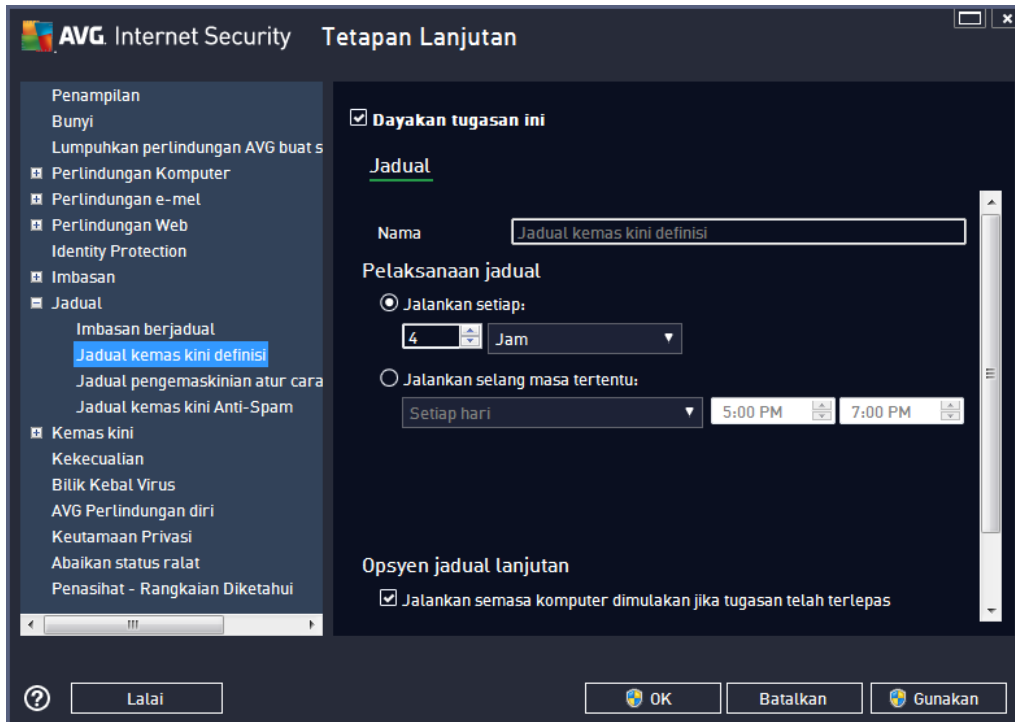 AVG Internet Security Tetapan Lanjutan
Penampilan
Bunyi
Lumpuhkan perlindungan AVG buat s
Perlindungan Komputer
Perlindungan e-mel
Perlindungan Web
Identity Protection
Imbasan
Jadual
Imbasan berjadual
Jadual kemas kini definisi
Jadual pengemaskinian atur cara
Jadual kemas kini Anti-Spam
Kemas kini
Kekecualian
Bilik Kebal Virus
AVG Perlindungan diri
Keutamaan Privasi
Abaikan status ralat
Penasihat - Rangkaian Diketahui
Dayakan tugasan ini
Jadual
Nama Jadual kemas kini definisi
Pelaksanaan jadual
Jalankan setiap:
4 Jam
Jalankan selang masa tertentu:
Setiap hari 5:00 PM 7:00 PM
Opsyen jadual lanjutan
Jalankan semasa komputer dimulakan jika tugasan telah terlepas
? Lalai OK Batalkan Gunakan